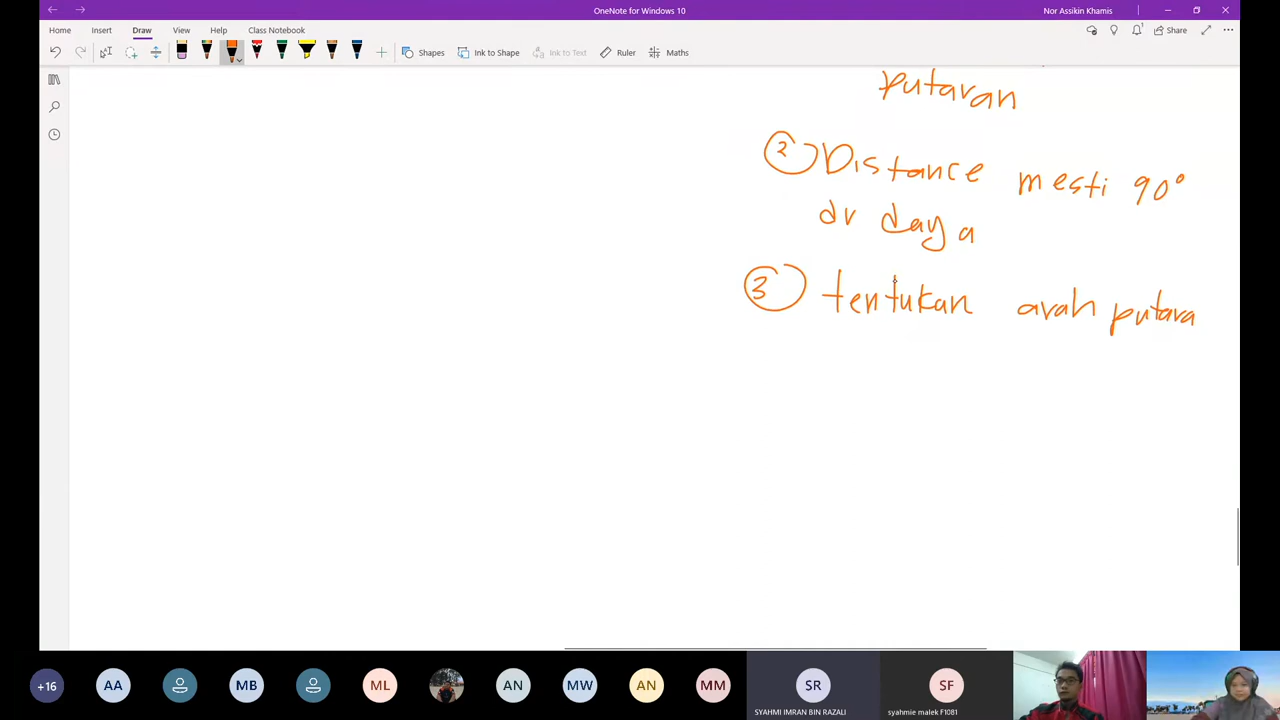 OneNote for Windows 10
Nor Assikin Khamis
Home Insert Draw View Help Class Notebook
Share
Shapes Ink to Shape Ink to Text Ruler Maths
putaran
2 Distance mesti 90°
dr daya
3 tentukan arah putara
+16 AA MB ML AN MW AN MM SR SF
SYAHMI IMRAN BIN RAZALI
syahmie malek F1081